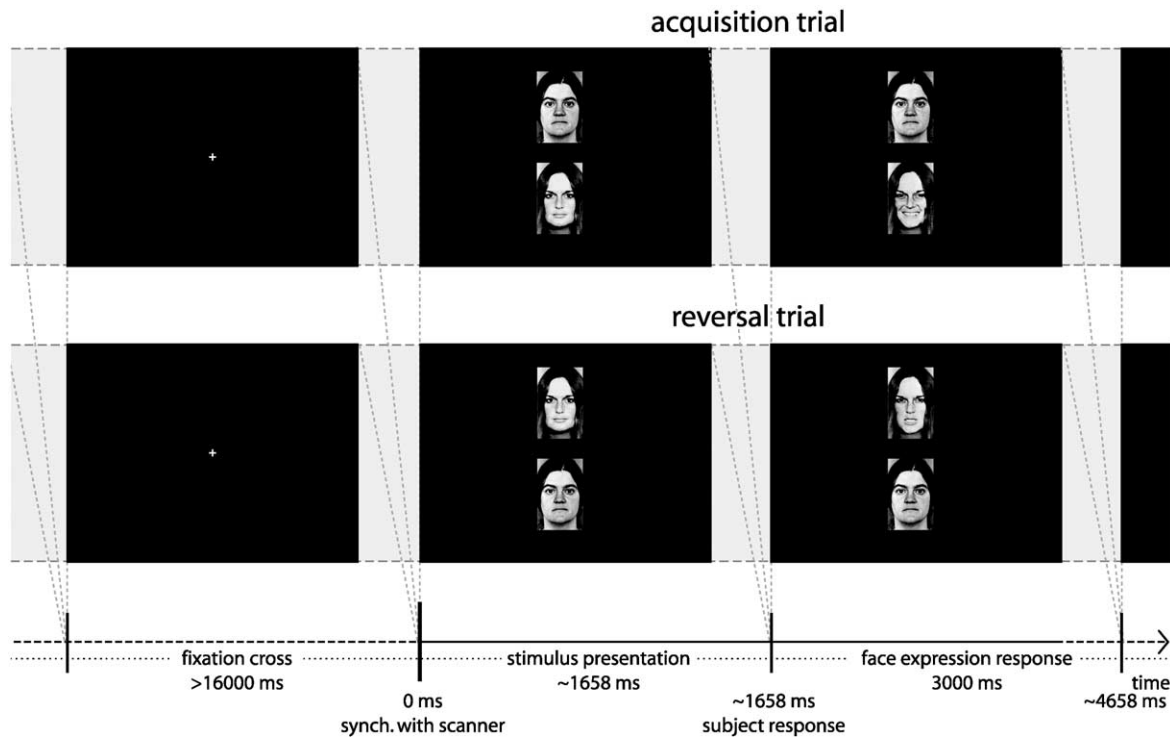 acquisition trial
reversal trial
fixation cross
stimulus presentation
face expression response
time
>16000 ms
~1658 ms
3000 ms
0 ms
~1658 ms
~4658 ms
synch. with scanner
subject response